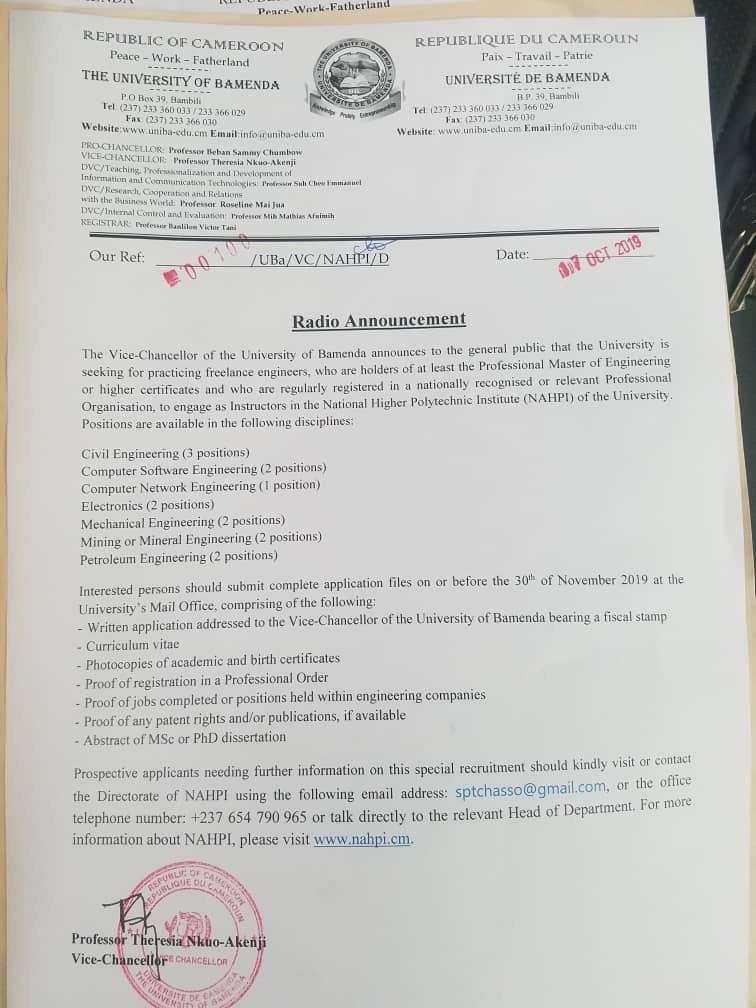 Peace-Work-Fatherland
REPUBLIC OF CAMEROON
Peace – Work – Fatherland
THE UNIVERSITY OF BAMENDA
P.O Box 39, Bambili
Tel: (237) 233 360 033 / 233 366 029
Fax: (237) 233 366 030
Website:www.uniba-edu.cm Email:info@uniba-edu.cm
REPUBLIQUE DU CAMEROUN
Paix – Travail – Patrie
UNIVERSITÉ DE BAMENDA
B.P. 39, Bambili
Tel: (237) 233 360 033 / 233 366 029
Fax: (237) 233 366 030
Website: www.uniba-edu.cm Email:info@uniba-edu.cm
PRO-CHANCELLOR: Professor Beban Sammy Chumbow
VICE-CHANCELLOR: Professor Theresia Nkuo-Akenji
DVC/Teaching, Professionalization and Development of
Information and Communication Technologies: Professor Suh Cheo Emmanuel
DVC/Research, Cooperation and Relations
with the Business World: Professor Roseline Mai Jua
DVC/Internal Control and Evaluation: Professor Mih Mathias Afuimih
REGISTRAR: Professor Banlilon Victor Tani
Our Ref: 00100 /UBa/VC/NAHPI/D
Date: 07 OCT 2019
Radio Announcement
The Vice-Chancellor of the University of Bamenda announces to the general public that the University is
seeking for practicing freelance engineers, who are holders of at least the Professional Master of Engineering
or higher certificates and who are regularly registered in a nationally recognised or relevant Professional
Organisation, to engage as Instructors in the National Higher Polytechnic Institute (NAHPI) of the University.
Positions are available in the following disciplines:
Civil Engineering (3 positions)
Computer Software Engineering (2 positions)
Computer Network Engineering (1 position)
Electronics (2 positions)
Mechanical Engineering (2 positions)
Mining or Mineral Engineering (2 positions)
Petroleum Engineering (2 positions)
Interested persons should submit complete application files on or before the 30th of November 2019 at the
University's Mail Office, comprising of the following:
- Written application addressed to the Vice-Chancellor of the University of Bamenda bearing a fiscal stamp
- Curriculum vitae
- Photocopies of academic and birth certificates
- Proof of registration in a Professional Order
- Proof of jobs completed or positions held within engineering companies
- Proof of any patent rights and/or publications, if available
- Abstract of MSc or PhD dissertation
Prospective applicants needing further information on this special recruitment should kindly visit or contact
the Directorate of NAHPI using the following email address: sptchasso@gmail.com, or the office
telephone number: +237 654 790 965 or talk directly to the relevant Head of Department. For more
information about NAHPI, please visit www.nahpi.cm.
REPUBLIC OF CAMEROON
REPUBLIQUE DU CAMEROUN
Professor Theresia Nkuo-Akenji
Vice-Chancellor
VICE CHANCELLOR
UNIVERSITE DE BAMENDA
THE UNIVERSITY OF BAMENDA